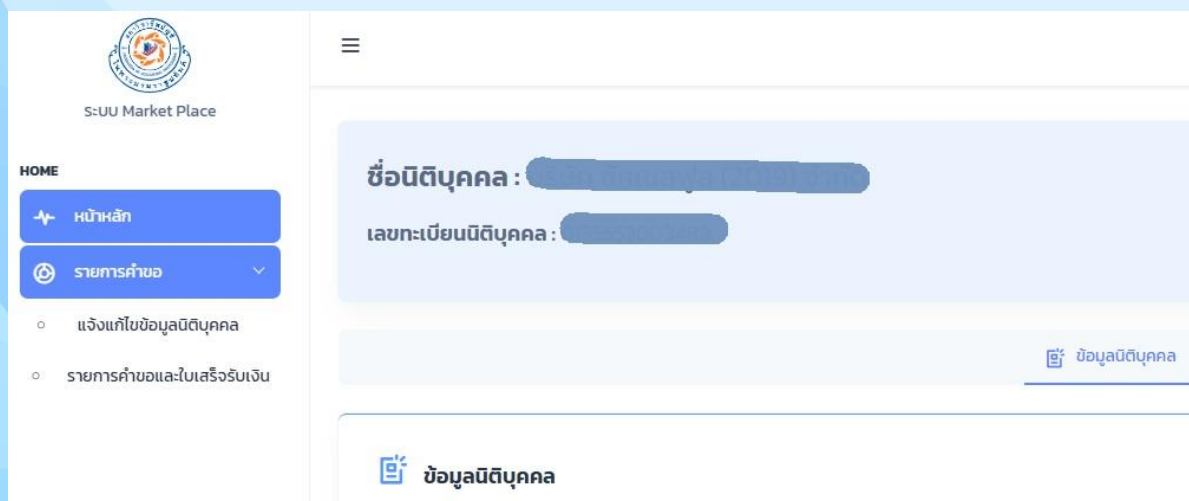 ระบบ Market Place
HOME
หน้าหลัก
รายการคำขอ
แจ้งแก้ไขข้อมูลนิติบุคคล
รายการคำขอและใบเสร็จรับเงิน
ชื่อนิติบุคคล :
เลขทะเบียนนิติบุคคล :
ข้อมูลนิติบุคคล
ข้อมูลนิติบุคคล